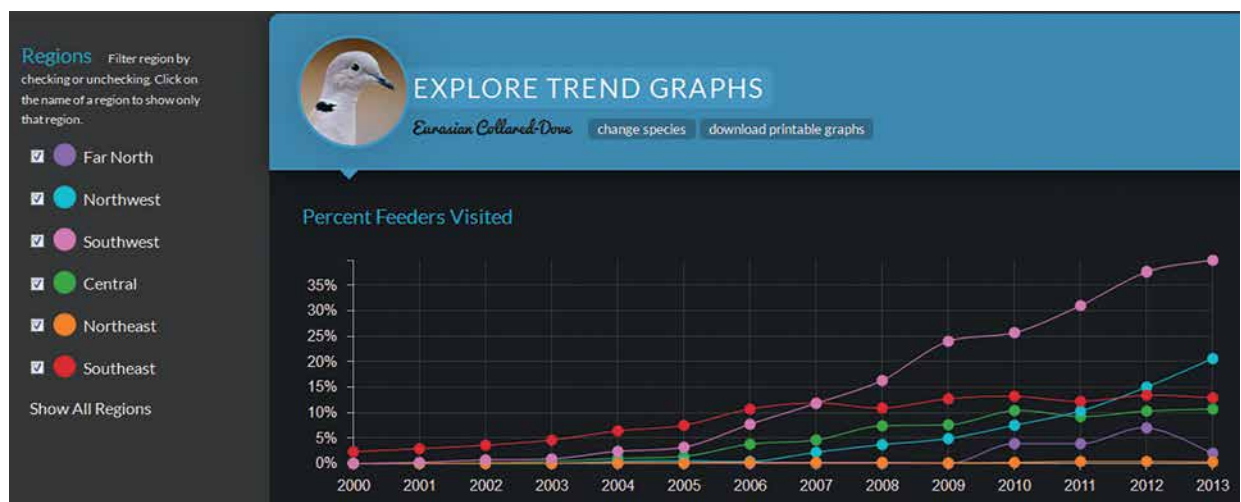 Regions Filter region by
checking or unchecking. Click on
the name of a region to show only
that region.
Far North
Northwest
Southwest
Central
Northeast
Southeast
Show All Regions
EXPLORE TREND GRAPHS
Eurasian Collared-Dove change species download printable graphs
Percent Feeders Visited
35%
30%
25%
20%
15%
10%
5%
0%
2000 2001 2002 2003 2004 2005 2006 2007 2008 2009 2010 2011 2012 2013